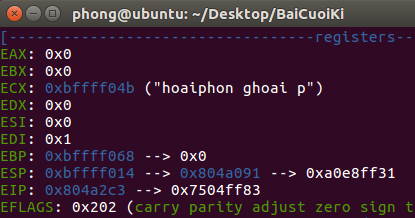 phong@ubuntu: ~/Desktop/BaiCuoiKi
[----------------------------------registers--
EAX: 0x0
EBX: 0x0
ECX: 0xbffff04b ("hoaiphon ghoai p")
EDX: 0x0
ESI: 0x0
EDI: 0x1
EBP: 0xbffff068 --> 0x0
ESP: 0xbffff014 --> 0x804a091 --> 0xa0e8ff31
EIP: 0x804a2c3 --> 0x7504ff83
EFLAGS: 0x202 (carry parity adjust zero sign t